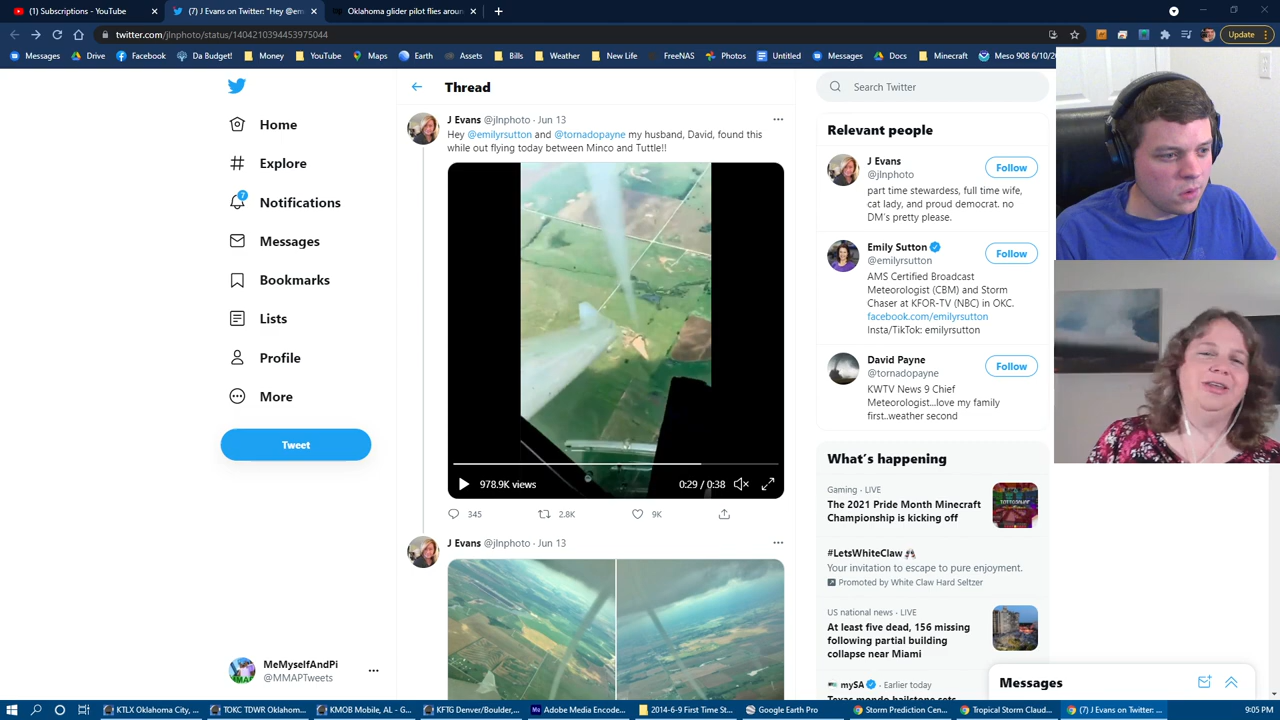 (1) Subscriptions - YouTube
(7) J Evans on Twitter: "Hey @em
Oklahoma glider pilot flies aroun
twitter.com/jlnphoto/status/1404210394453975044
Update
Messages
Drive
Facebook
Da Budget!
Money
YouTube
Maps
Earth
Assets
Bills
Weather
New Life
FreeNAS
Photos
Untitled
Messages
Docs
Minecraft
Meso 908 6/10/20
Home
Explore
7
Notifications
Messages
Bookmarks
Lists
Profile
More
Tweet
MeMyselfAndPi
@MMAPTweets
Thread
J Evans @jlnphoto · Jun 13
Hey @emilyrsutton and @tornadopayne my husband, David, found this
while out flying today between Minco and Tuttle!!
978.9K views
0:29 / 0:38
345
2.8K
9K
J Evans @jlnphoto · Jun 13
Search Twitter
Relevant people
J Evans
@jlnphoto
Follow
part time stewardess, full time wife,
cat lady, and proud democrat. no
DM's pretty please.
Emily Sutton
@emilyrsutton
Follow
AMS Certified Broadcast
Meteorologist (CBM) and Storm
Chaser at KFOR-TV (NBC) in OKC.
facebook.com/emilyrsutton
Insta/TikTok: emilyrsutton
David Payne
@tornadopayne
Follow
KWTV News 9 Chief
Meteorologist...love my family
first..weather second
What's happening
Gaming · LIVE
The 2021 Pride Month Minecraft
Championship is kicking off
#LetsWhiteClaw
Your invitation to escape to pure enjoyment.
Promoted by White Claw Hard Seltzer
US national news · LIVE
At least five dead, 156 missing
following partial building
collapse near Miami
mySA · Earlier today
Messages
KTLX Oklahoma City, ...
TOKC TDWR Oklahom...
KMOB Mobile, AL - G...
KFTG Denver/Boulder,...
Adobe Media Encode...
2014-6-9 First Time St...
Google Earth Pro
Storm Prediction Cen...
Tropical Storm Claud...
(7) J Evans on Twitter: ...
9:05 PM